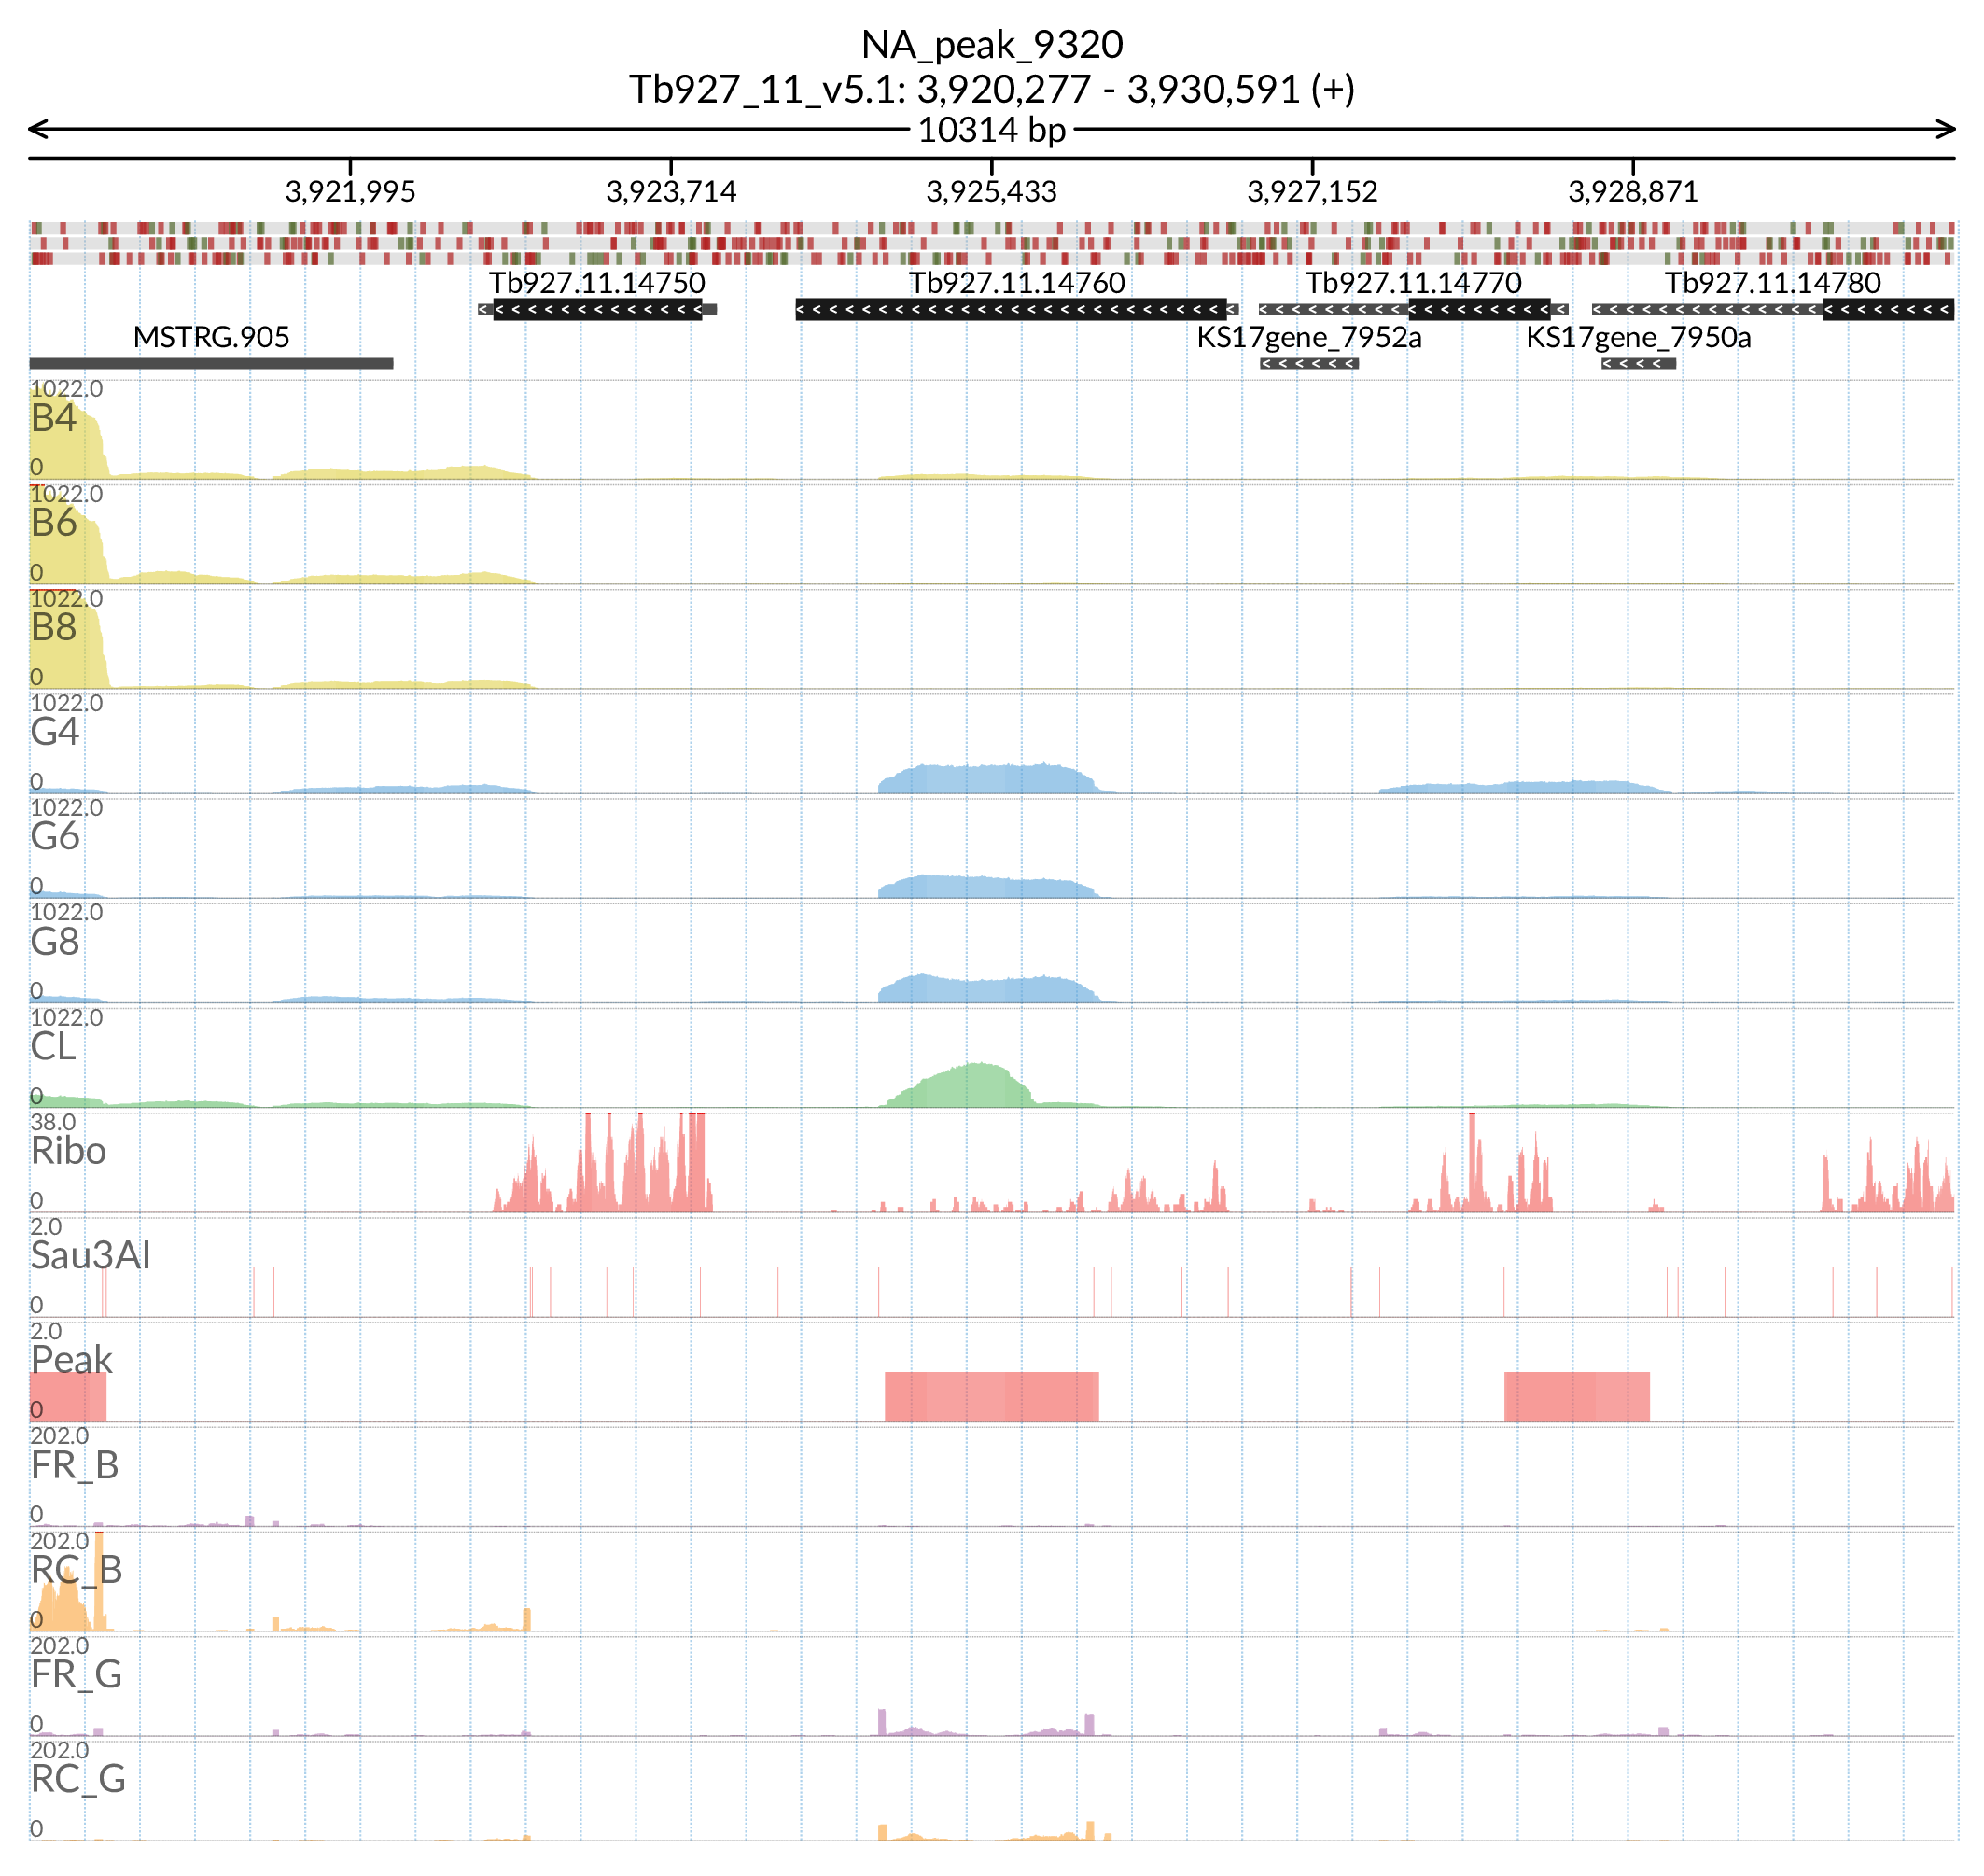 NA_peak_9320
Tb927_11_v5.1: 3,920,277 - 3,930,591 (+)
10314 bp
3,921,995 3,923,714 3,925,433 3,927,152 3,928,871
Tb927.11.14750 Tb927.11.14760 Tb927.11.14770 Tb927.11.14780
MSTRG.905 KS17gene_7952a KS17gene_7950a
1022.0
B4
0
1022.0
B6
0
1022.0
B8
0
1022.0
G4
0
1022.0
G6
0
1022.0
G8
0
1022.0
CL
0
38.0
Ribo
0
2.0
Sau3AI
0
2.0
Peak
0
202.0
FR_B
0
202.0
RC_B
0
202.0
FR_G
0
202.0
RC_G
0